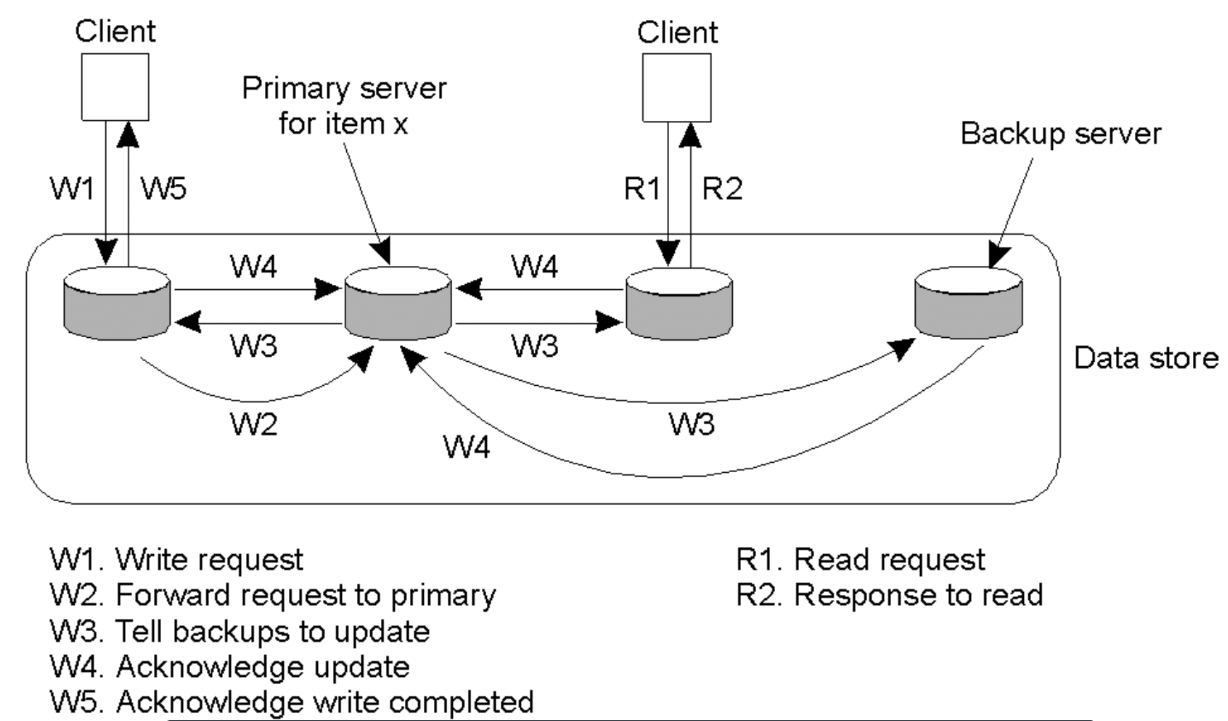 Client
Client
Primary server
for item x
Backup server
W1
W5
R1
R2
W4
W4
W3
W3
Data store
W2
W3
W4
W1. Write request
W2. Forward request to primary
W3. Tell backups to update
W4. Acknowledge update
W5. Acknowledge write completed
R1. Read request
R2. Response to read